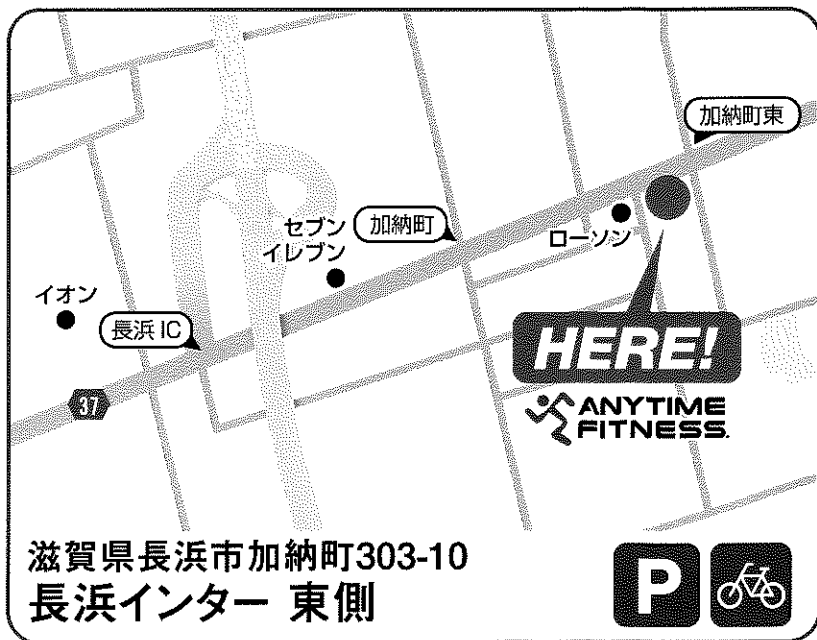 加納町東
セブン
イレブン
加納町
ローソン
イオン
長浜 IC
HERE!
37
ANYTIME
FITNESS.
滋賀県長浜市加納町303-10
長浜インター 東側
P